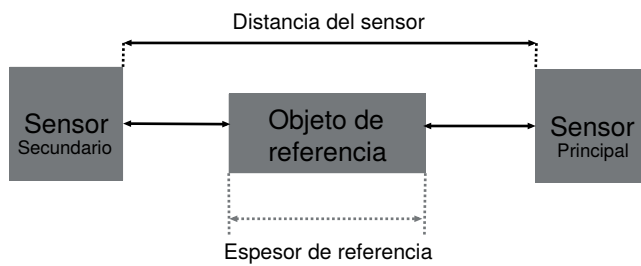 Distancia del sensor
Sensor
Secundario
Objeto de
referencia
Sensor
Principal
Espesor de referencia